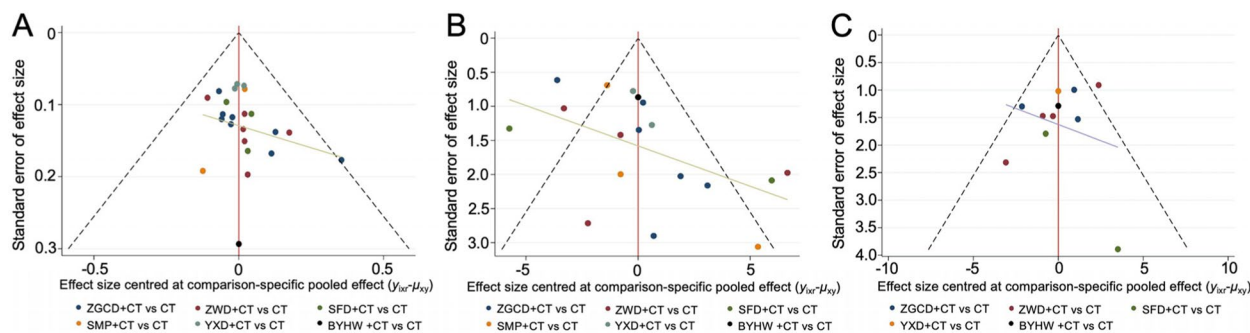 A
0
0.1
0.2
0.3
Standard error of effect size
-0.5
0
0.5
Effect size centred at comparison-specific pooled effect (yixr-μxy)
ZGCD+CT vs CT
ZWD+CT vs CT
SFD+CT vs CT
SMP+CT vs CT
YXD+CT vs CT
BYHW +CT vs CT
B
0
0.5
1.0
1.5
2.0
2.5
3.0
Standard error of effect size
-5
0
5
Effect size centred at comparison-specific pooled effect (yixr-μxy)
ZGCD+CT vs CT
ZWD+CT vs CT
SFD+CT vs CT
SMP+CT vs CT
YXD+CT vs CT
BYHW +CT vs CT
C
0
0.5
1.0
1.5
2.0
2.5
3.0
3.5
4.0
Standard error of effect size
-10
-5
0
5
10
Effect size centred at comparison-specific pooled effect (yixr-μxy)
ZGCD+CT vs CT
ZWD+CT vs CT
SFD+CT vs CT
YXD+CT vs CT
BYHW +CT vs CT